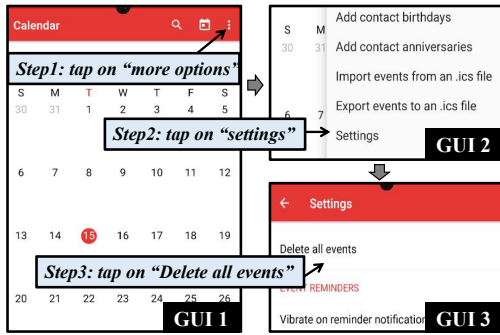 Calendar
Step1: tap on “more options”
S M T W T F S
30 31 1 2 3 4 5
6 7 8 9 10 11 12
13 14 15 16 17 18 19
20 21 22 23 24 25 26
GUI 1
S M
30 31
6 7
Add contact birthdays
Add contact anniversaries
Import events from an .ics file
Export events to an .ics file
Settings
Step2: tap on “settings”
GUI 2
Settings
Delete all events
Step3: tap on “Delete all events”
EVENT REMINDERS
Vibrate on reminder notification
GUI 3